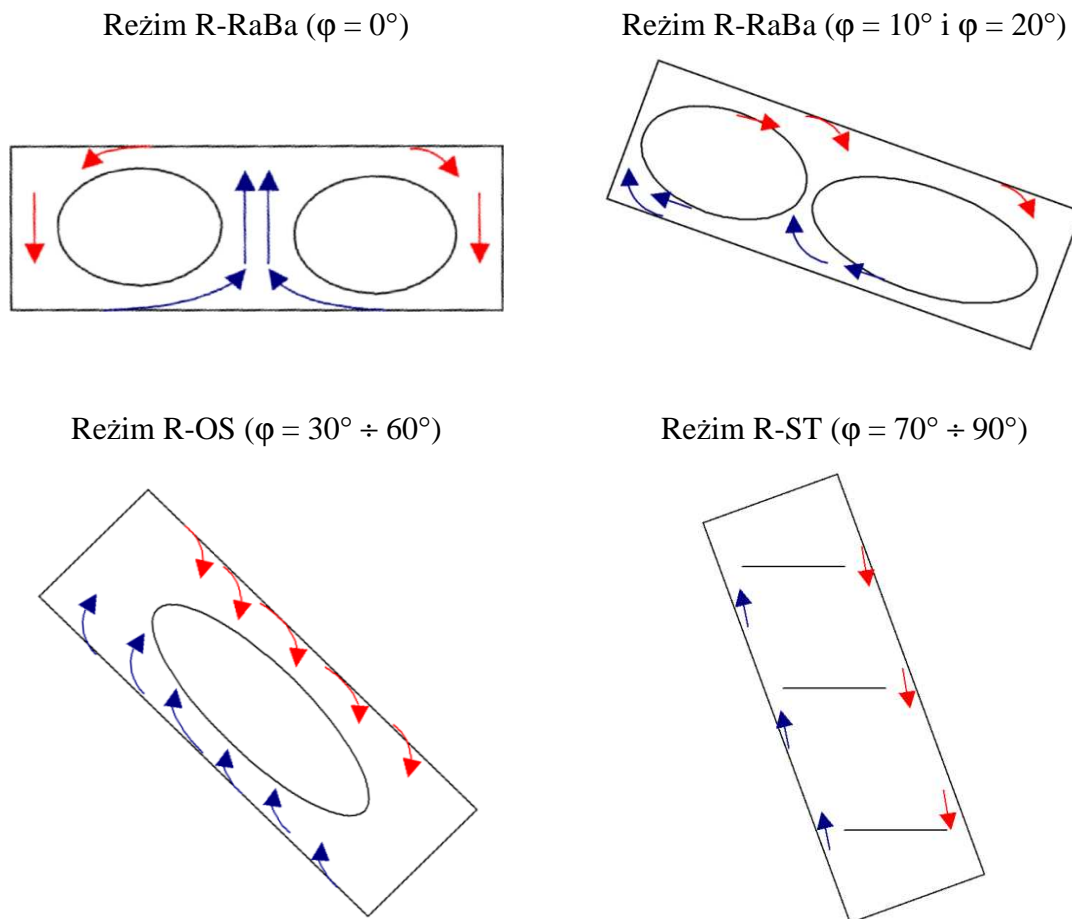 Reżim R-RaBa (φ = 0°)
Reżim R-RaBa (φ = 10° i φ = 20°)
Reżim R-OS (φ = 30° ÷ 60°)
Reżim R-ST (φ = 70° ÷ 90°)